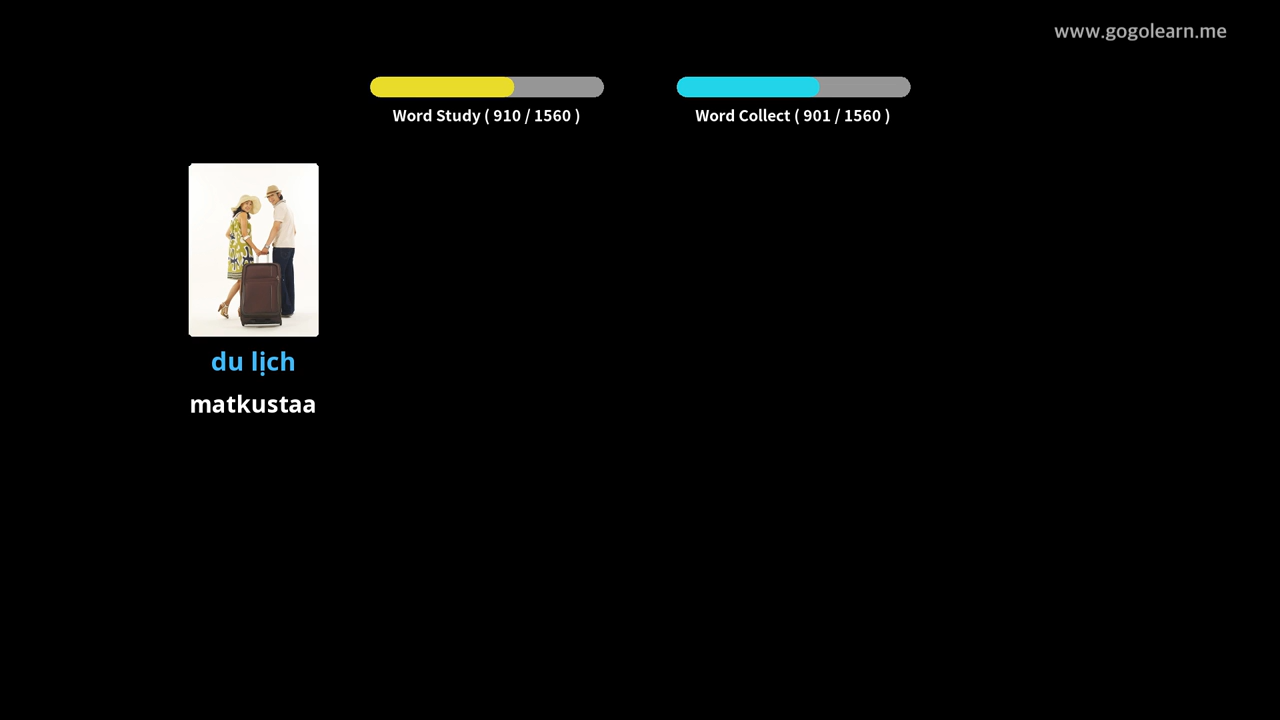 www.gogolearn.me
Word Study ( 910 / 1560 )
Word Collect ( 901 / 1560 )
du lịch
matkustaa